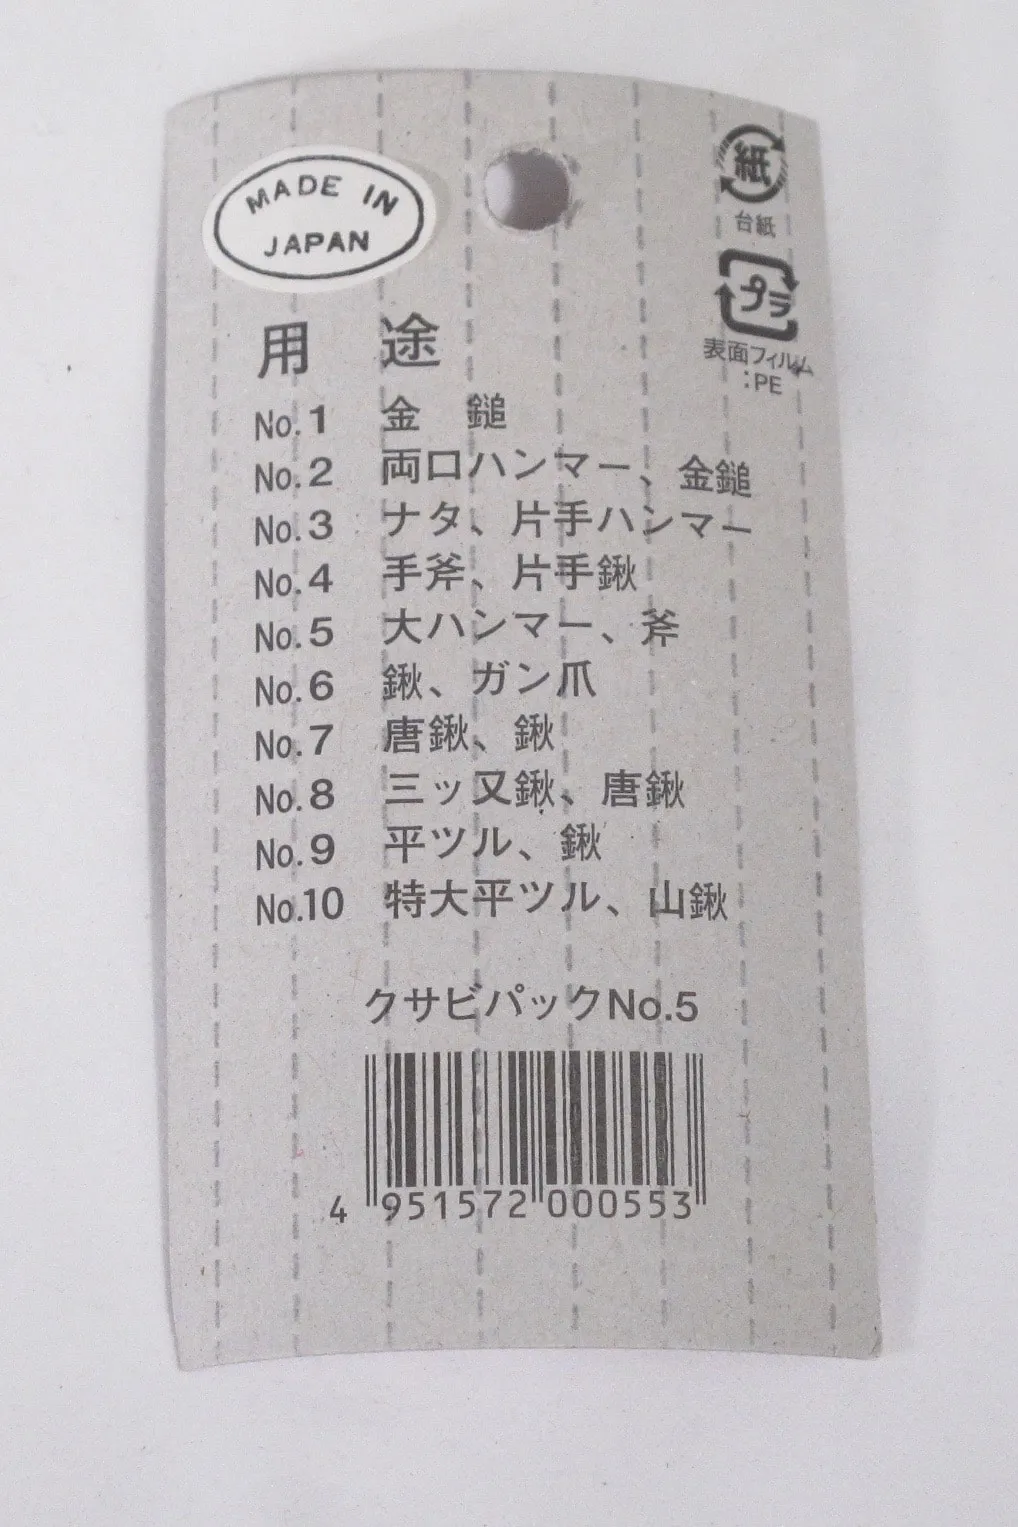 MADE IN
JAPAN
紙
台紙
プラ
表面フィルム
:PE
用 途
No.1 金 鎚
No.2 両口ハンマー、金鎚
No.3 ナタ、片手ハンマー
No.4 手斧、片手鍬
No.5 大ハンマー、斧
No.6 鍬、ガン爪
No.7 唐鍬、鍬
No.8 三ッ又鍬、唐鍬
No.9 平ツル、鍬
No.10 特大平ツル、山鍬
クサビパックNo.5
4 951572 000553